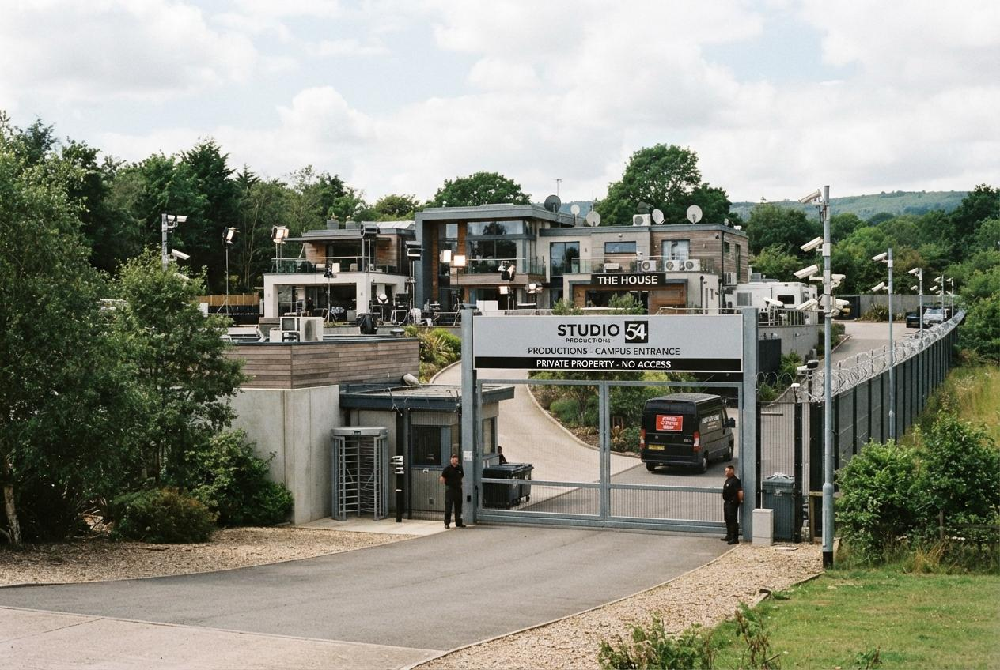 THE HOUSE
STUDIO 54
PRODUCTIONS
PRODUCTIONS - CAMPUS ENTRANCE
PRIVATE PROPERTY - NO ACCESS